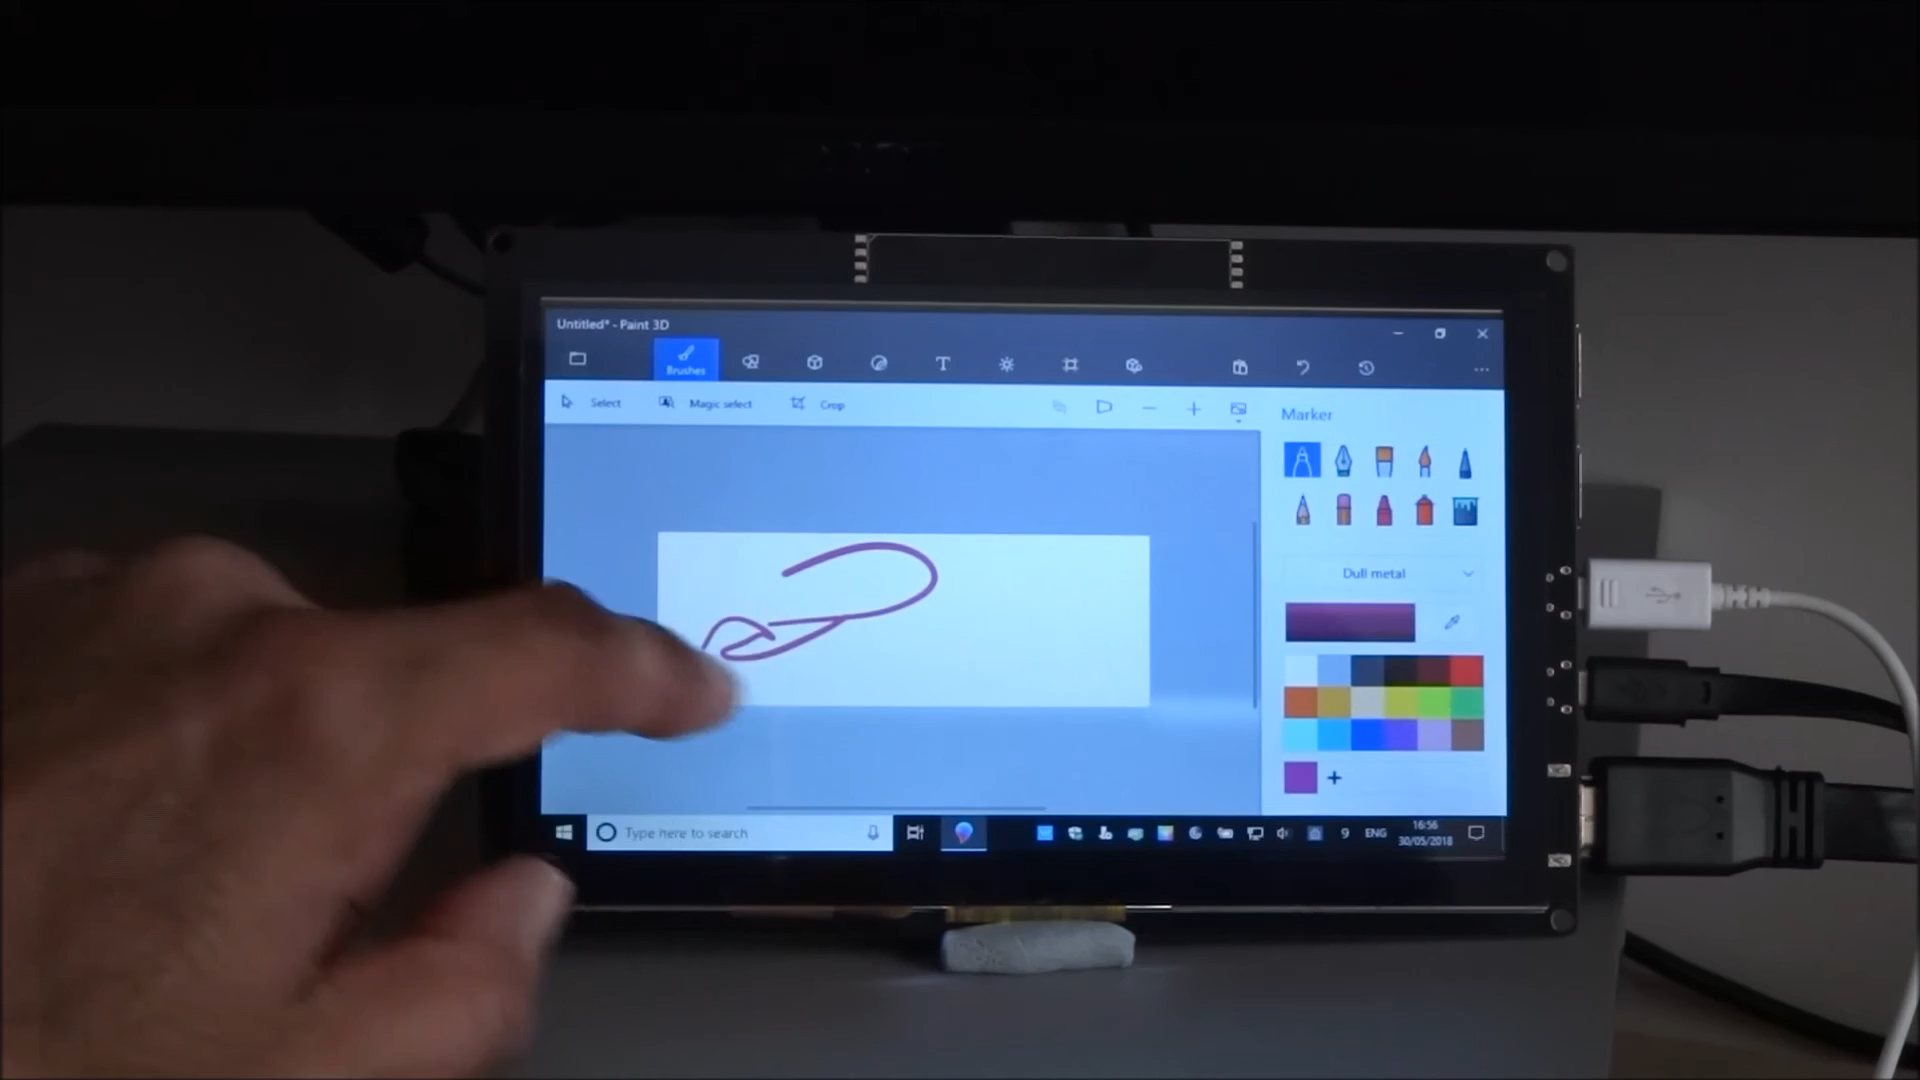 Untitled* - Paint 3D
Brushes
Select
Magic select
Crop
Marker
Dull metal
Type here to search
9
ENG
16:56
30/05/2018